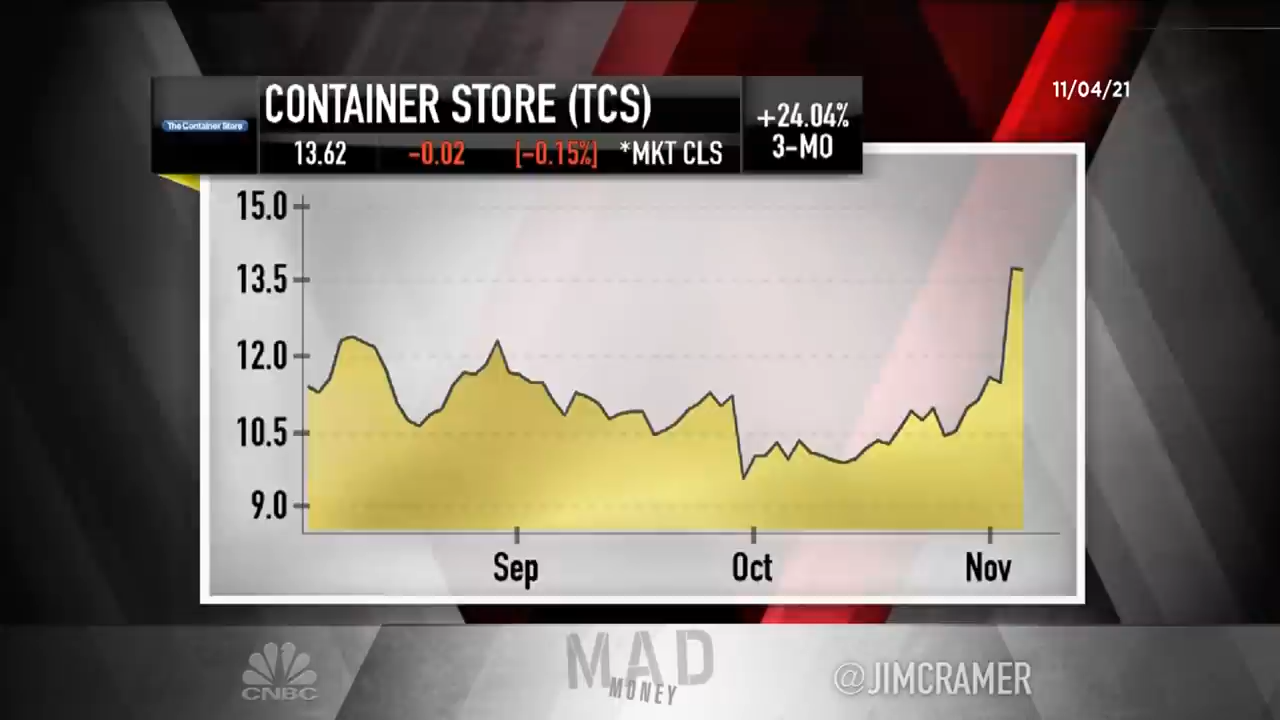 The Container Store
CONTAINER STORE (TCS)
13.62 -0.02 [-0.15%] *MKT CLS
+24.04%
3-MO
11/04/21
15.0
13.5
12.0
10.5
9.0
Sep Oct Nov
CNBC
MAD
MONEY
@JIMCRAMER